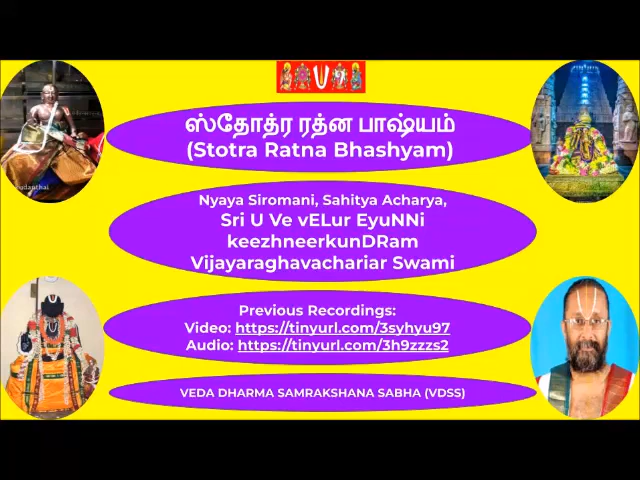 ஸ்தோத்ர ரத்ன பாஷ்யம்
(Stotra Ratna Bhashyam)
Nyaya Siromani, Sahitya Acharya,
Sri U Ve vELur EyuNNi
keezhneerkunDRam
Vijayaraghavachariar Swami
Previous Recordings:
Video: https://tinyurl.com/3syhyu97
Audio: https://tinyurl.com/3h9zzzs2
VEDA DHARMA SAMRAKSHANA SABHA (VDSS)